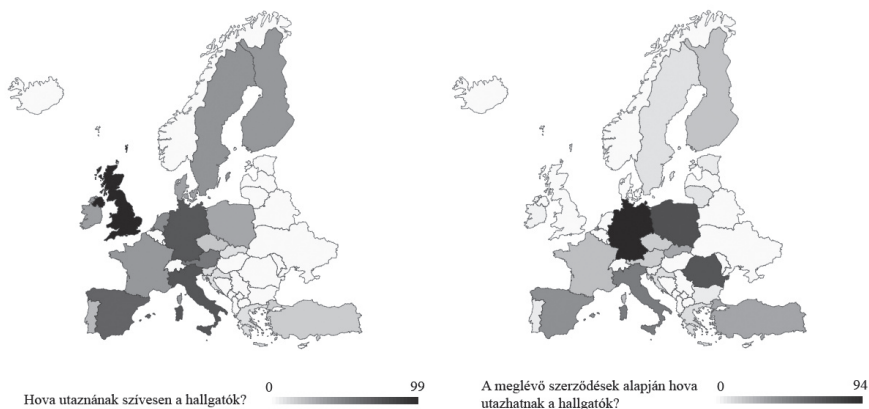 Hova utaznának szívesen a hallgatók?
0 99
A meglévő szerződések alapján hova
utazhatnak a hallgatók?
0 94